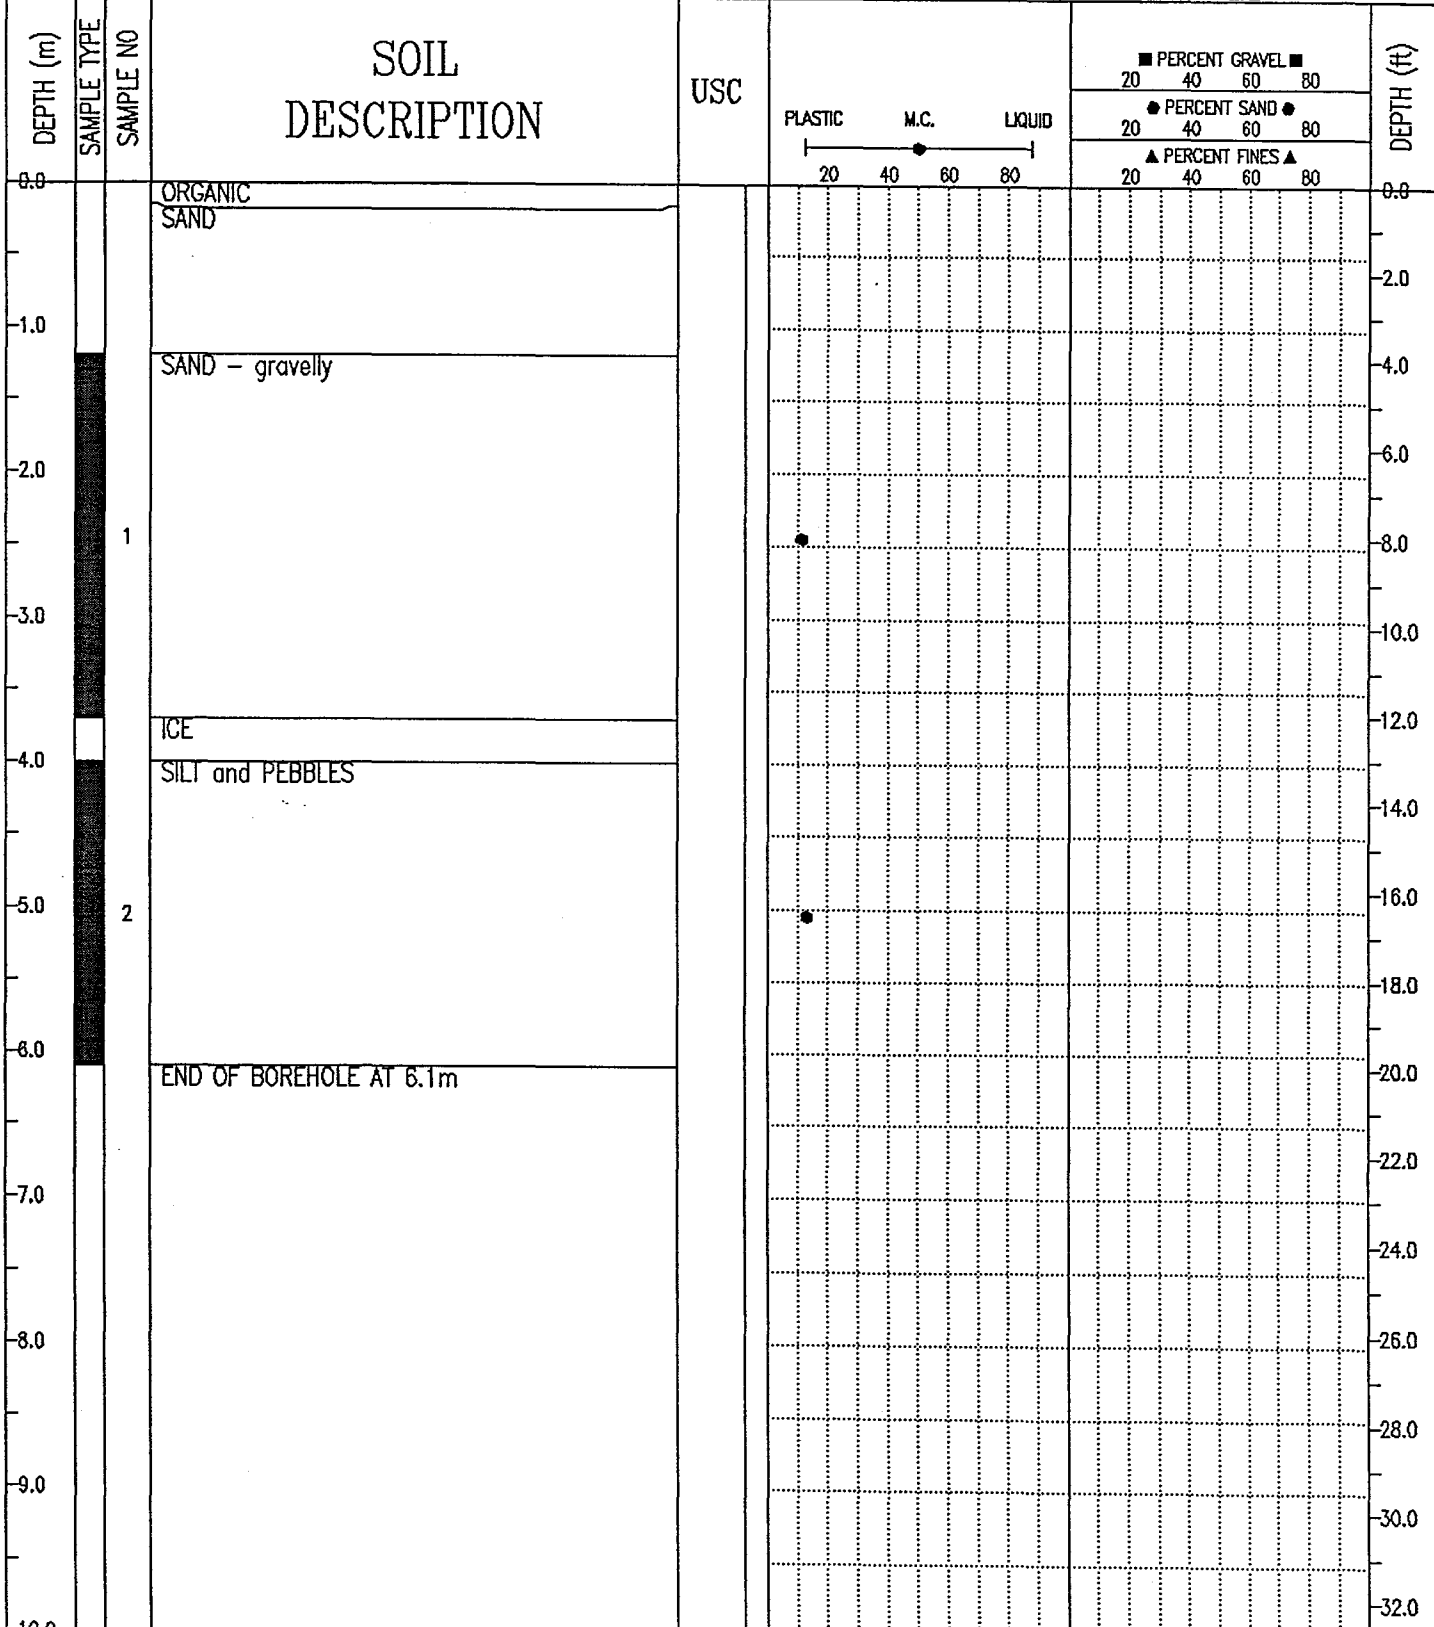 DEPTH (m)
SAMPLE TYPE
SAMPLE NO
SOIL
DESCRIPTION
USC
PLASTIC M.C. LIQUID
20 40 60 80
■ PERCENT GRAVEL ■
20 40 60 80
● PERCENT SAND ●
20 40 60 80
▲ PERCENT FINES ▲
20 40 60 80
DEPTH (ft)
0.0
1.0
2.0
3.0
4.0
5.0
6.0
7.0
8.0
9.0
1
2
ORGANIC
SAND
SAND – gravelly
ICE
SILT and PEBBLES
END OF BOREHOLE AT 6.1m
0.0
2.0
4.0
6.0
8.0
10.0
12.0
14.0
16.0
18.0
20.0
22.0
24.0
26.0
28.0
30.0
32.0